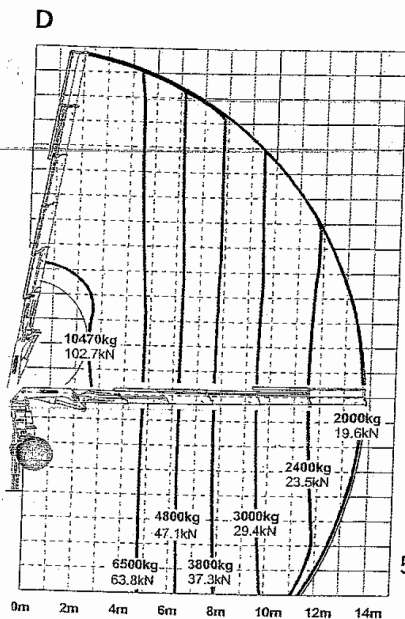 D
10470kg
102.7kN
2000kg
19.6kN
2400kg
23.5kN
4800kg
47.1kN
3000kg
29.4kN
6500kg
63.8kN
3800kg
37.3kN
5
0m 2m 4m 6m 8m 10m 12m 14m